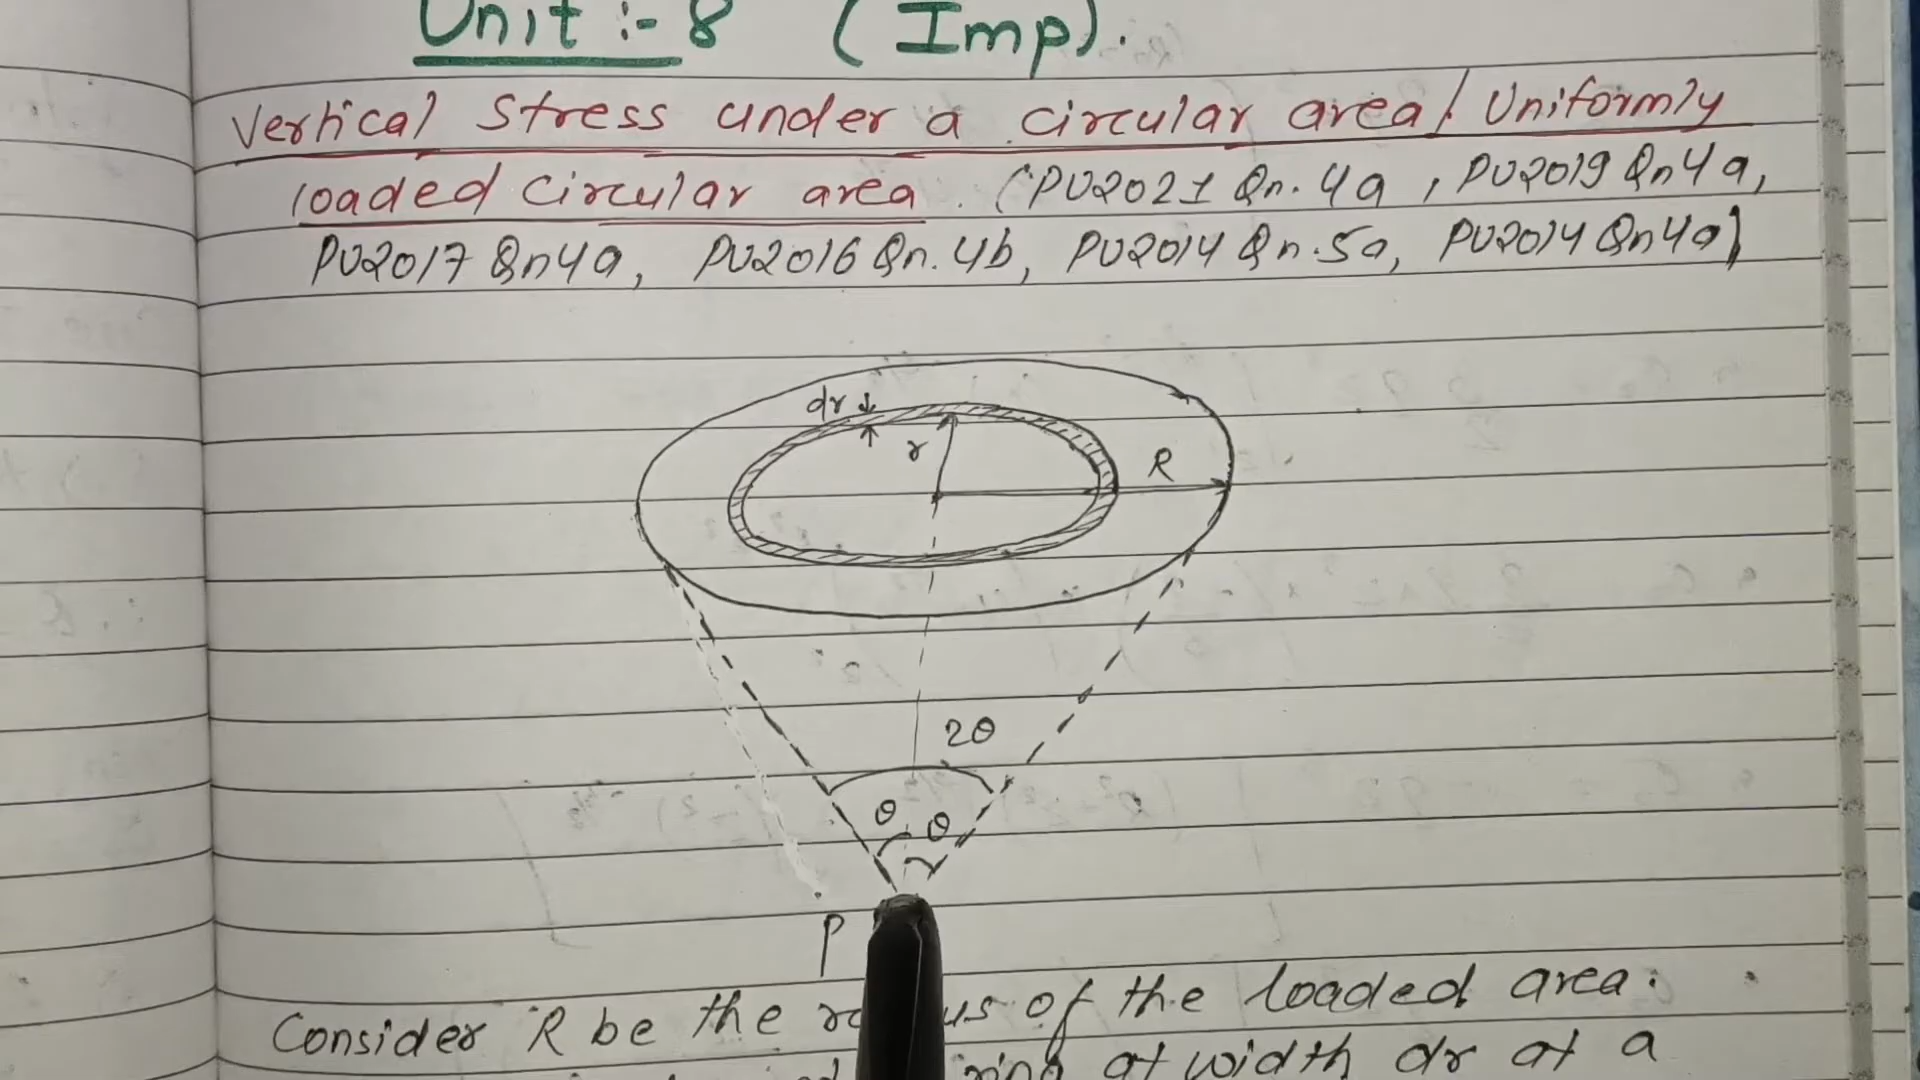 Unit :- 8 (Imp).
Vertical Stress under a circular area / Uniformly
loaded circular area. (PU2021 Qn. 4a, PU2019 Qn4a,
PU2017 Qn4a, PU2016 Qn. 4b, PU2014 Qn.5a, PU2014 Qn4a)
dr
r
R
2θ
θ
θ
P
Consider R be the of the loaded area.
at width dr at a